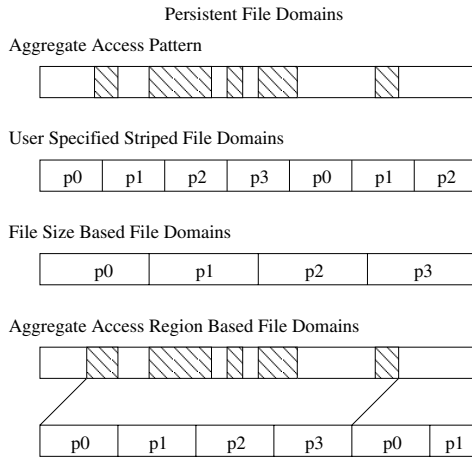 Persistent File Domains
Aggregate Access Pattern
User Specified Striped File Domains
p0 p1 p2 p3 p0 p1 p2
File Size Based File Domains
p0 p1 p2 p3
Aggregate Access Region Based File Domains
p0 p1 p2 p3 p0 p1